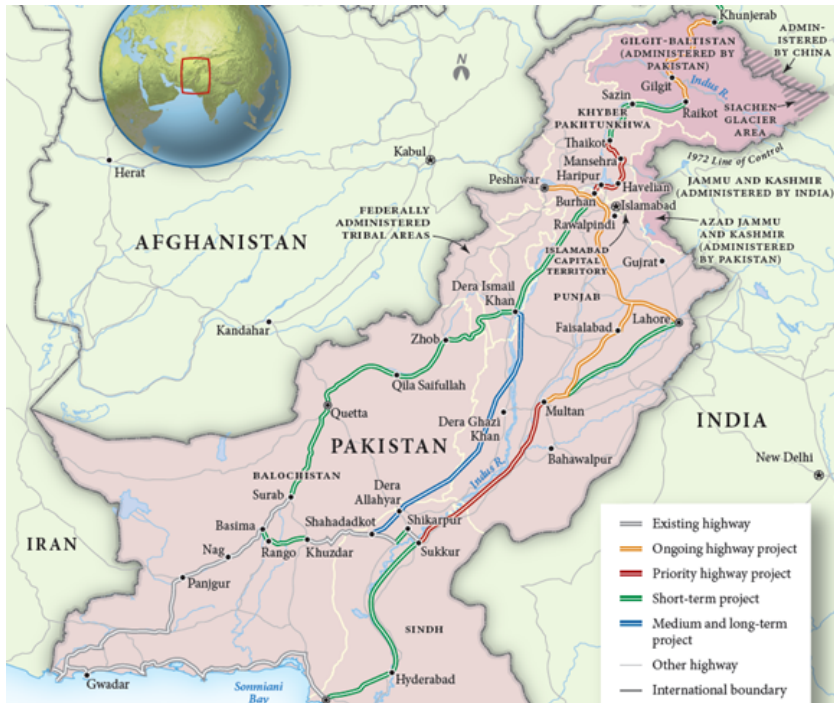 Khunjerab
ADMIN-
ISTERED
BY CHINA
GILGIT-BALTISTAN
(ADMINISTERED BY
PAKISTAN)
Gilgit
Indus R.
Sazin
Raikot
SIACHEN
GLACIER
AREA
KHYBER
PAKHTUNKHWA
Thaikot
1972 Line of Control
Mansehra
Haripur
Havelian
JAMMU AND KASHMIR
(ADMINISTERED BY INDIA)
Herat
Kabul
Peshawar
Burhan
Islamabad
Rawalpindi
FEDERALLY
ADMINISTERED
TRIBAL AREAS
AFGHANISTAN
ISLAMABAD
CAPITAL
TERRITORY
AZAD JAMMU
AND KASHMIR
(ADMINISTERED
BY PAKISTAN)
Gujrat
Dera Ismail
Khan
PUNJAB
Kandahar
Zhob
Faisalabad
Lahore
Qila Saifullah
Quetta
Multan
Dera Ghazi
Khan
INDIA
PAKISTAN
Bahawalpur
New Delhi
Indus R.
BALOCHISTAN
Surab
Dera
Allahyar
Basima
Shahadadkot
Shikarpur
IRAN
Rango
Khuzdar
Sukkur
Nag
Panjgur
SINDH
Gwadar
Sonmiani
Bay
Hyderabad
N
Existing highway
Ongoing highway project
Priority highway project
Short-term project
Medium and long-term
project
Other highway
International boundary